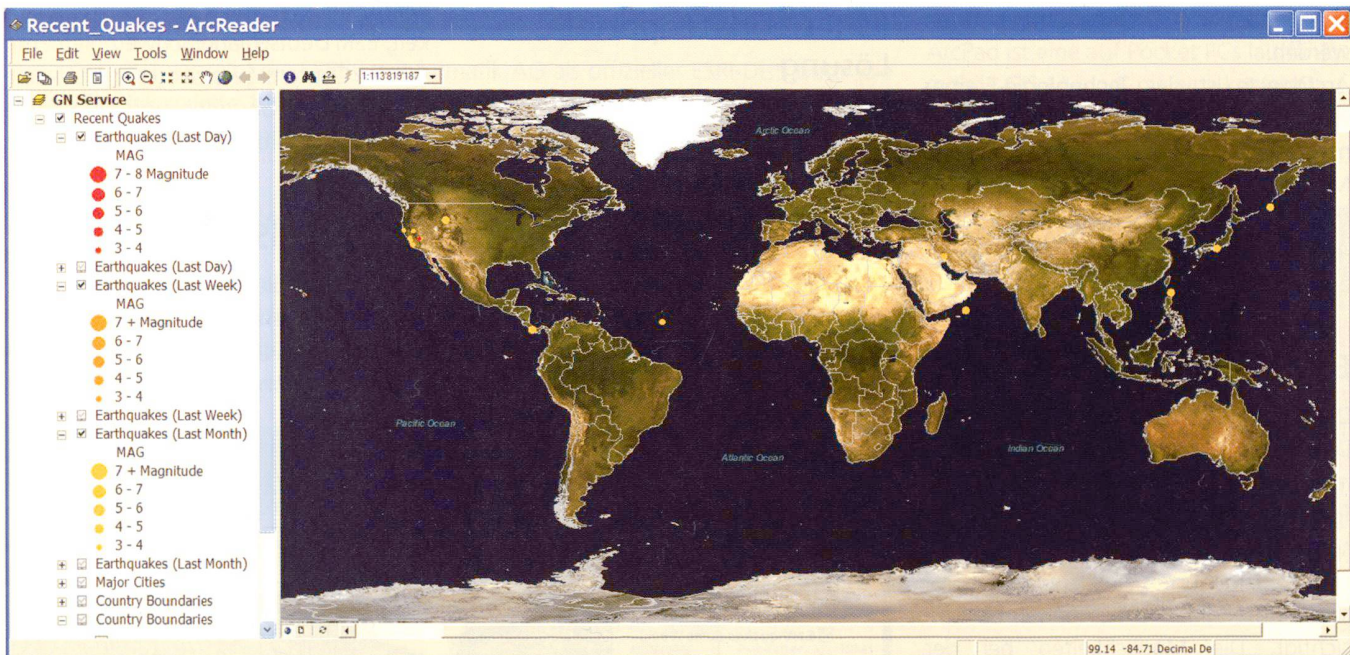 Recent_Quakes - ArcReader
File Edit View Tools Window Help
1:113'819'187
GN Service
Recent Quakes
Earthquakes (Last Day)
MAG
7 - 8 Magnitude
6 - 7
5 - 6
4 - 5
3 - 4
Earthquakes (Last Day)
Earthquakes (Last Week)
MAG
7 + Magnitude
6 - 7
5 - 6
4 - 5
3 - 4
Earthquakes (Last Week)
Earthquakes (Last Month)
MAG
7 + Magnitude
6 - 7
5 - 6
4 - 5
3 - 4
Earthquakes (Last Month)
Major Cities
Country Boundaries
Country Boundaries
Arctic Ocean
Pacific Ocean
Atlantic Ocean
Indian Ocean
99.14 -84.71 Decimal De